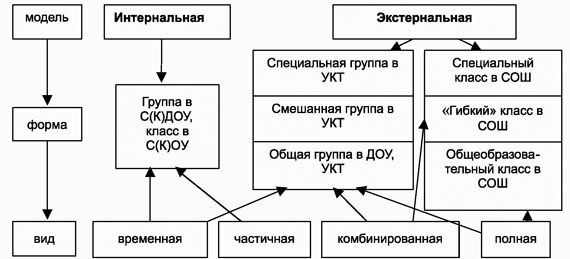 модель
Интернальная
Экстернальная
Специальная группа в
УКТ
Специальный
класс в СОШ
Группа в
С(К)ДОУ,
класс в
С(К)ОУ
Смешанная группа в
УКТ
«Гибкий» класс в
СОШ
форма
Общая группа в ДОУ,
УКТ
Общеобразова-
тельный класс в
СОШ
вид
временная
частичная
комбинированная
полная